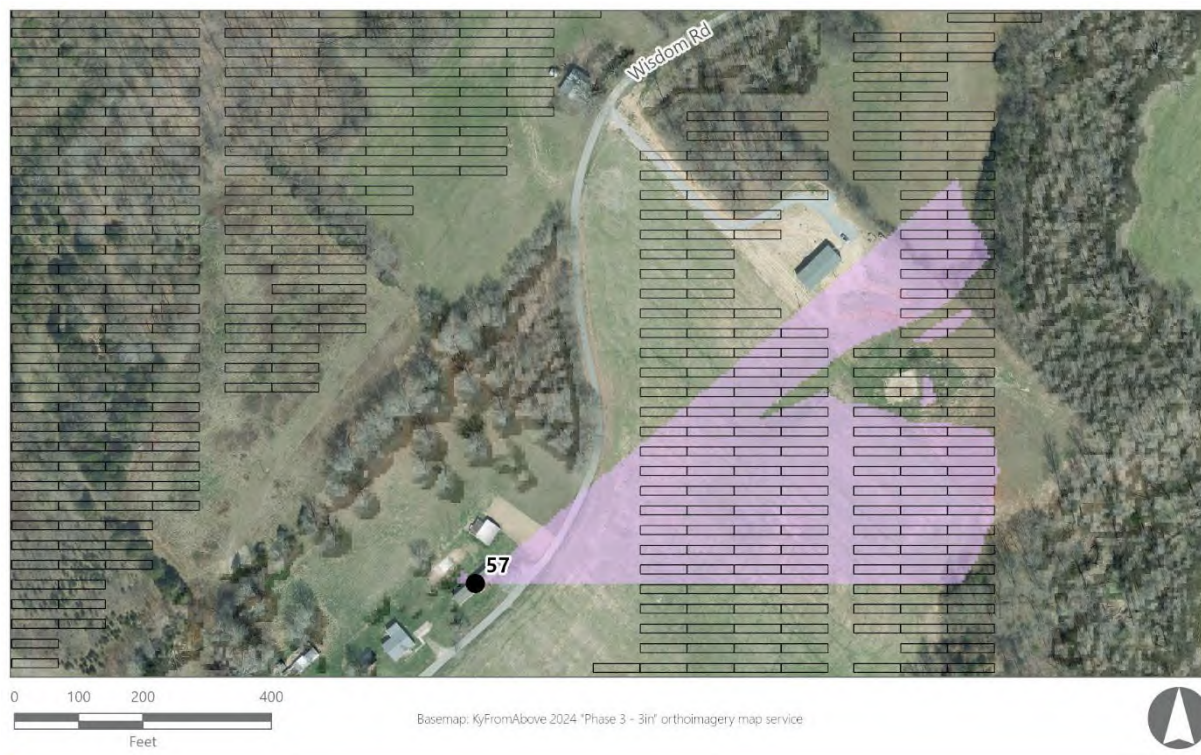 Wisdom Rd
57
0 100 200 400
Feet
Basemap: KyFromAbove 2024 "Phase 3 - 3in" orthoimagery map service